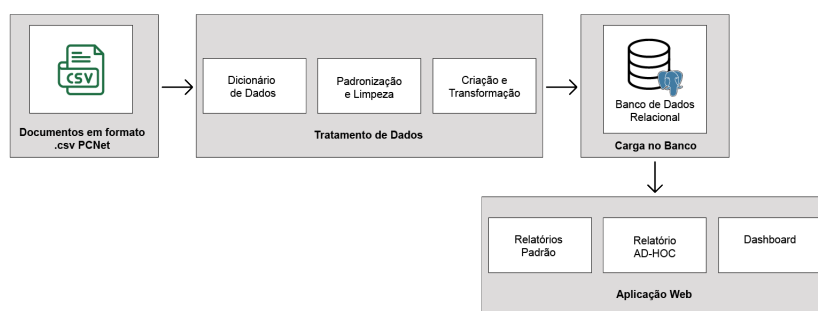 CSV
Documentos em formato
.csv PCNet
Dicionário
de Dados
Padronização
e Limpeza
Criação e
Transformação
Tratamento de Dados
Banco de Dados
Relacional
Carga no Banco
Relatórios
Padrão
Relatório
AD-HOC
Dashboard
Aplicação Web